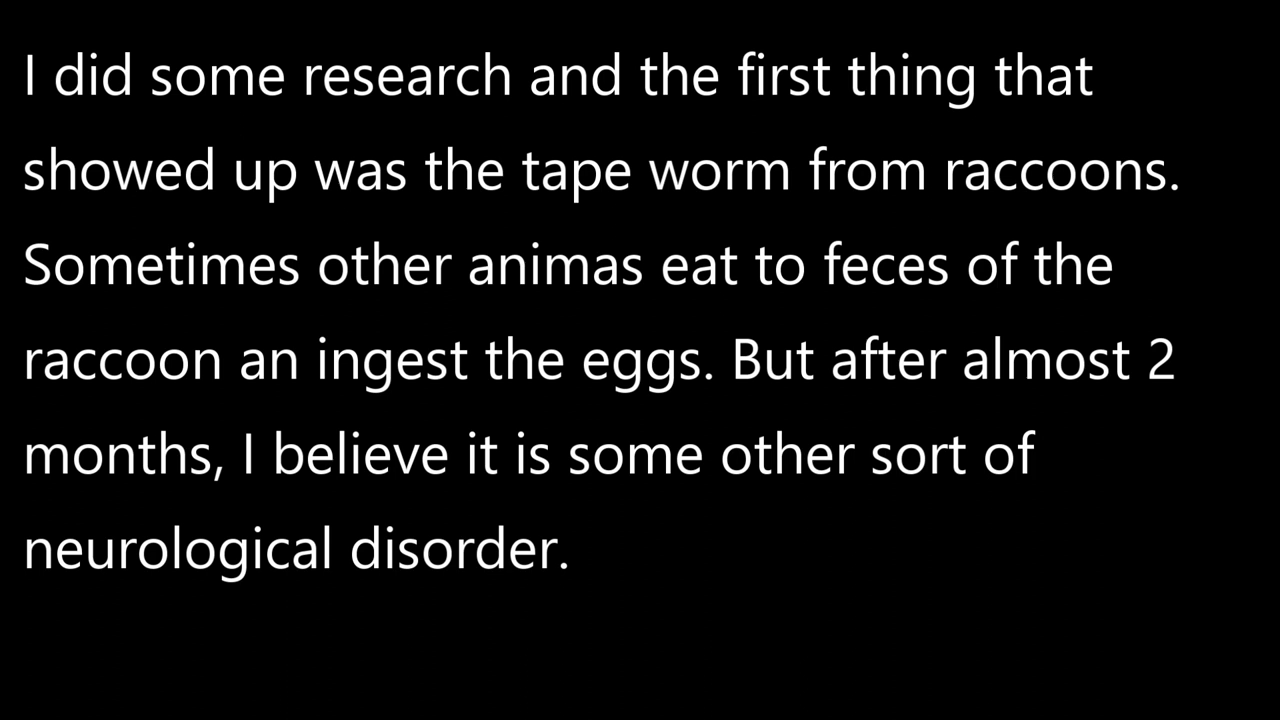 I did some research and the first thing that
showed up was the tape worm from raccoons.
Sometimes other animas eat to feces of the
raccoon an ingest the eggs. But after almost 2
months, I believe it is some other sort of
neurological disorder.